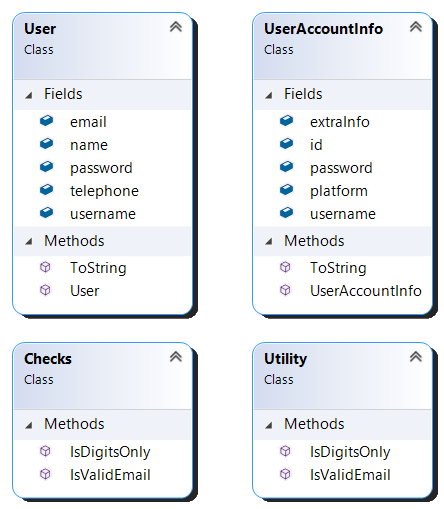 User
Class
Fields
email
name
password
telephone
username
Methods
ToString
User
UserAccountInfo
Class
Fields
extraInfo
id
password
platform
username
Methods
ToString
UserAccountInfo
Checks
Class
Methods
IsDigitsOnly
IsValidEmail
Utility
Class
Methods
IsDigitsOnly
IsValidEmail